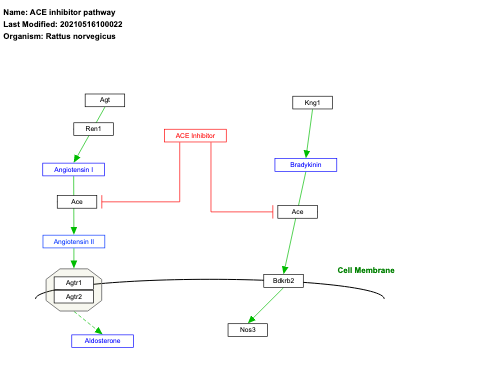 Name: ACE inhibitor pathway
Last Modified: 20210516100022
Organism: Rattus norvegicus
Agt
Kng1
Ren1
ACE Inhibitor
Angiotensin I
Bradykinin
Ace
Ace
Angiotensin II
Cell Membrane
Agtr1
Bdkrb2
Agtr2
Nos3
Aldosterone